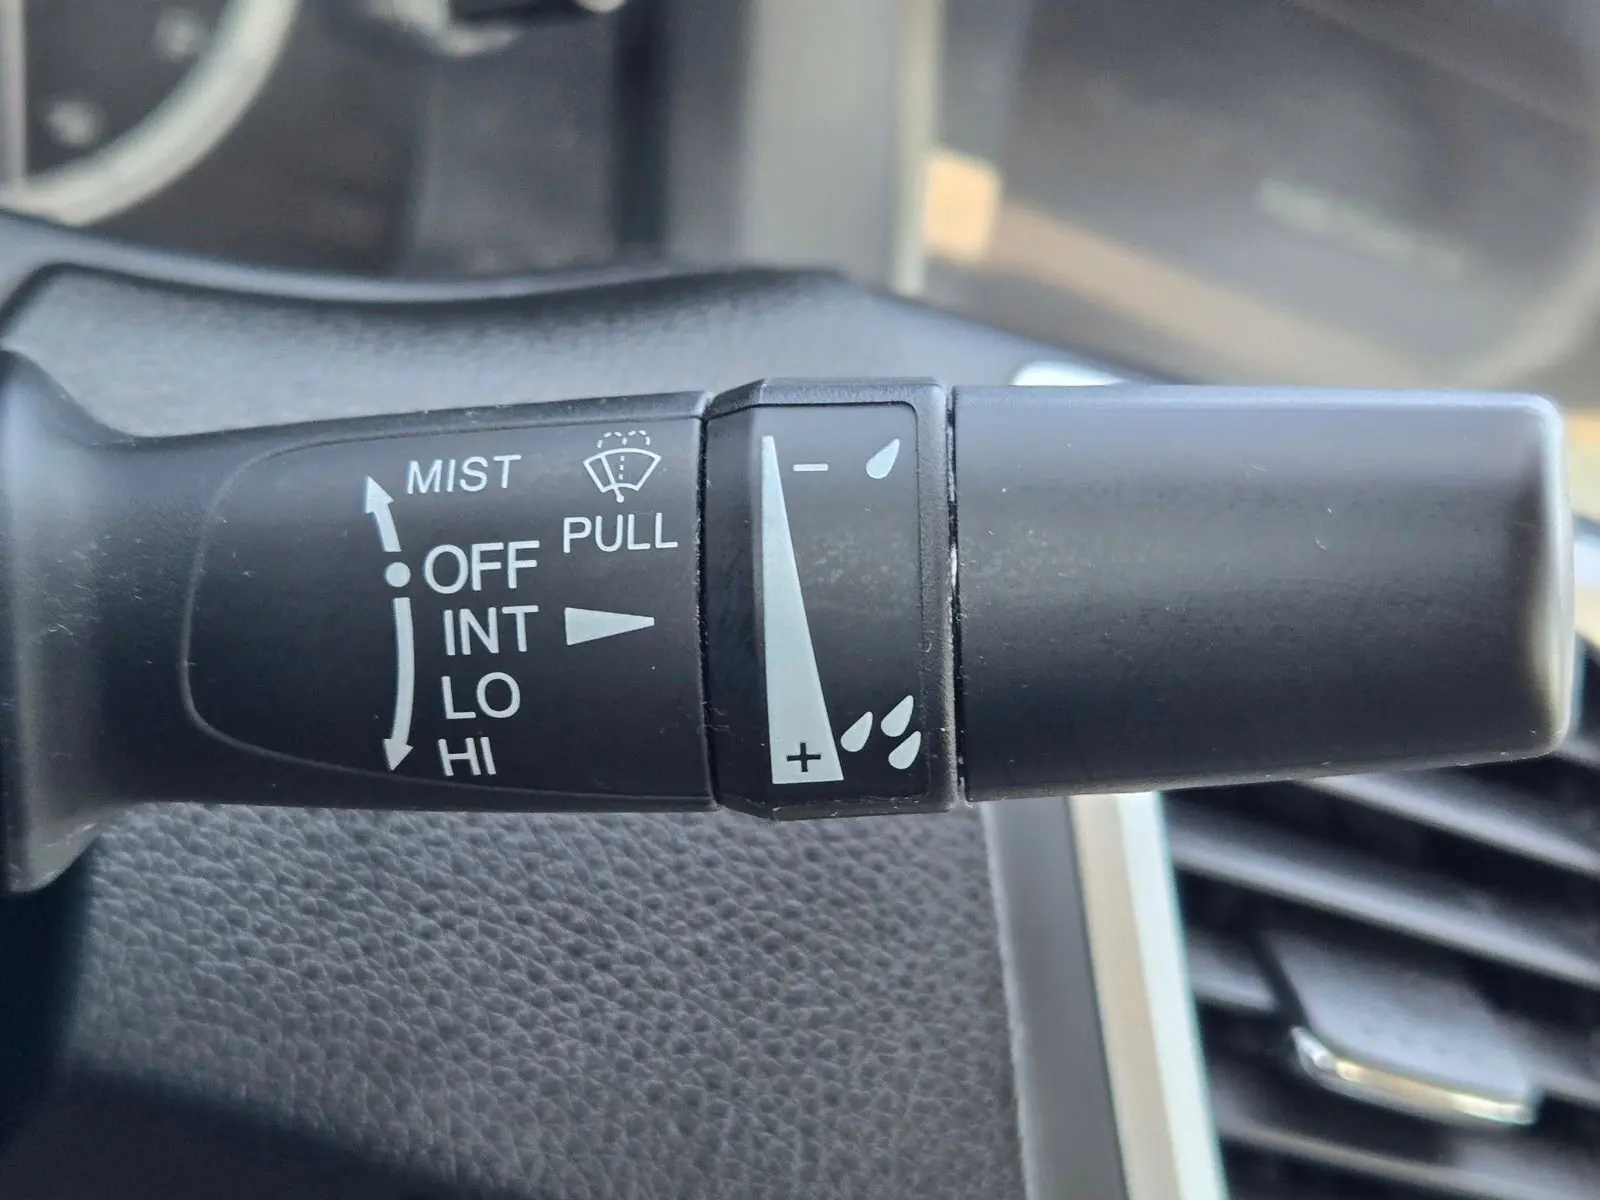 MIST
PULL
OFF
INT
LO
HI
−
+